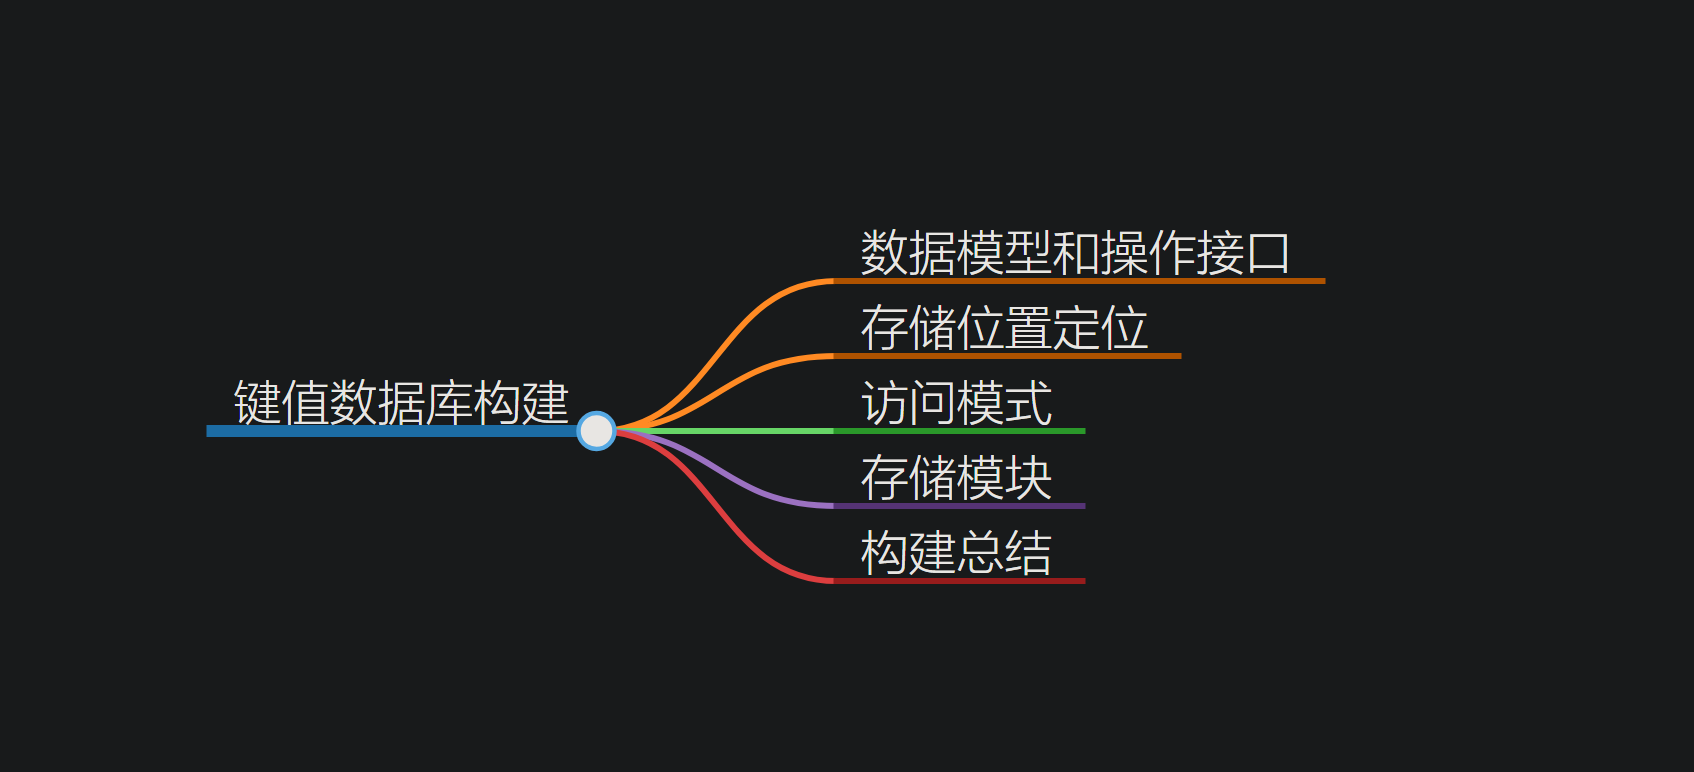 键值数据库构建
数据模型和操作接口
存储位置定位
访问模式
存储模块
构建总结